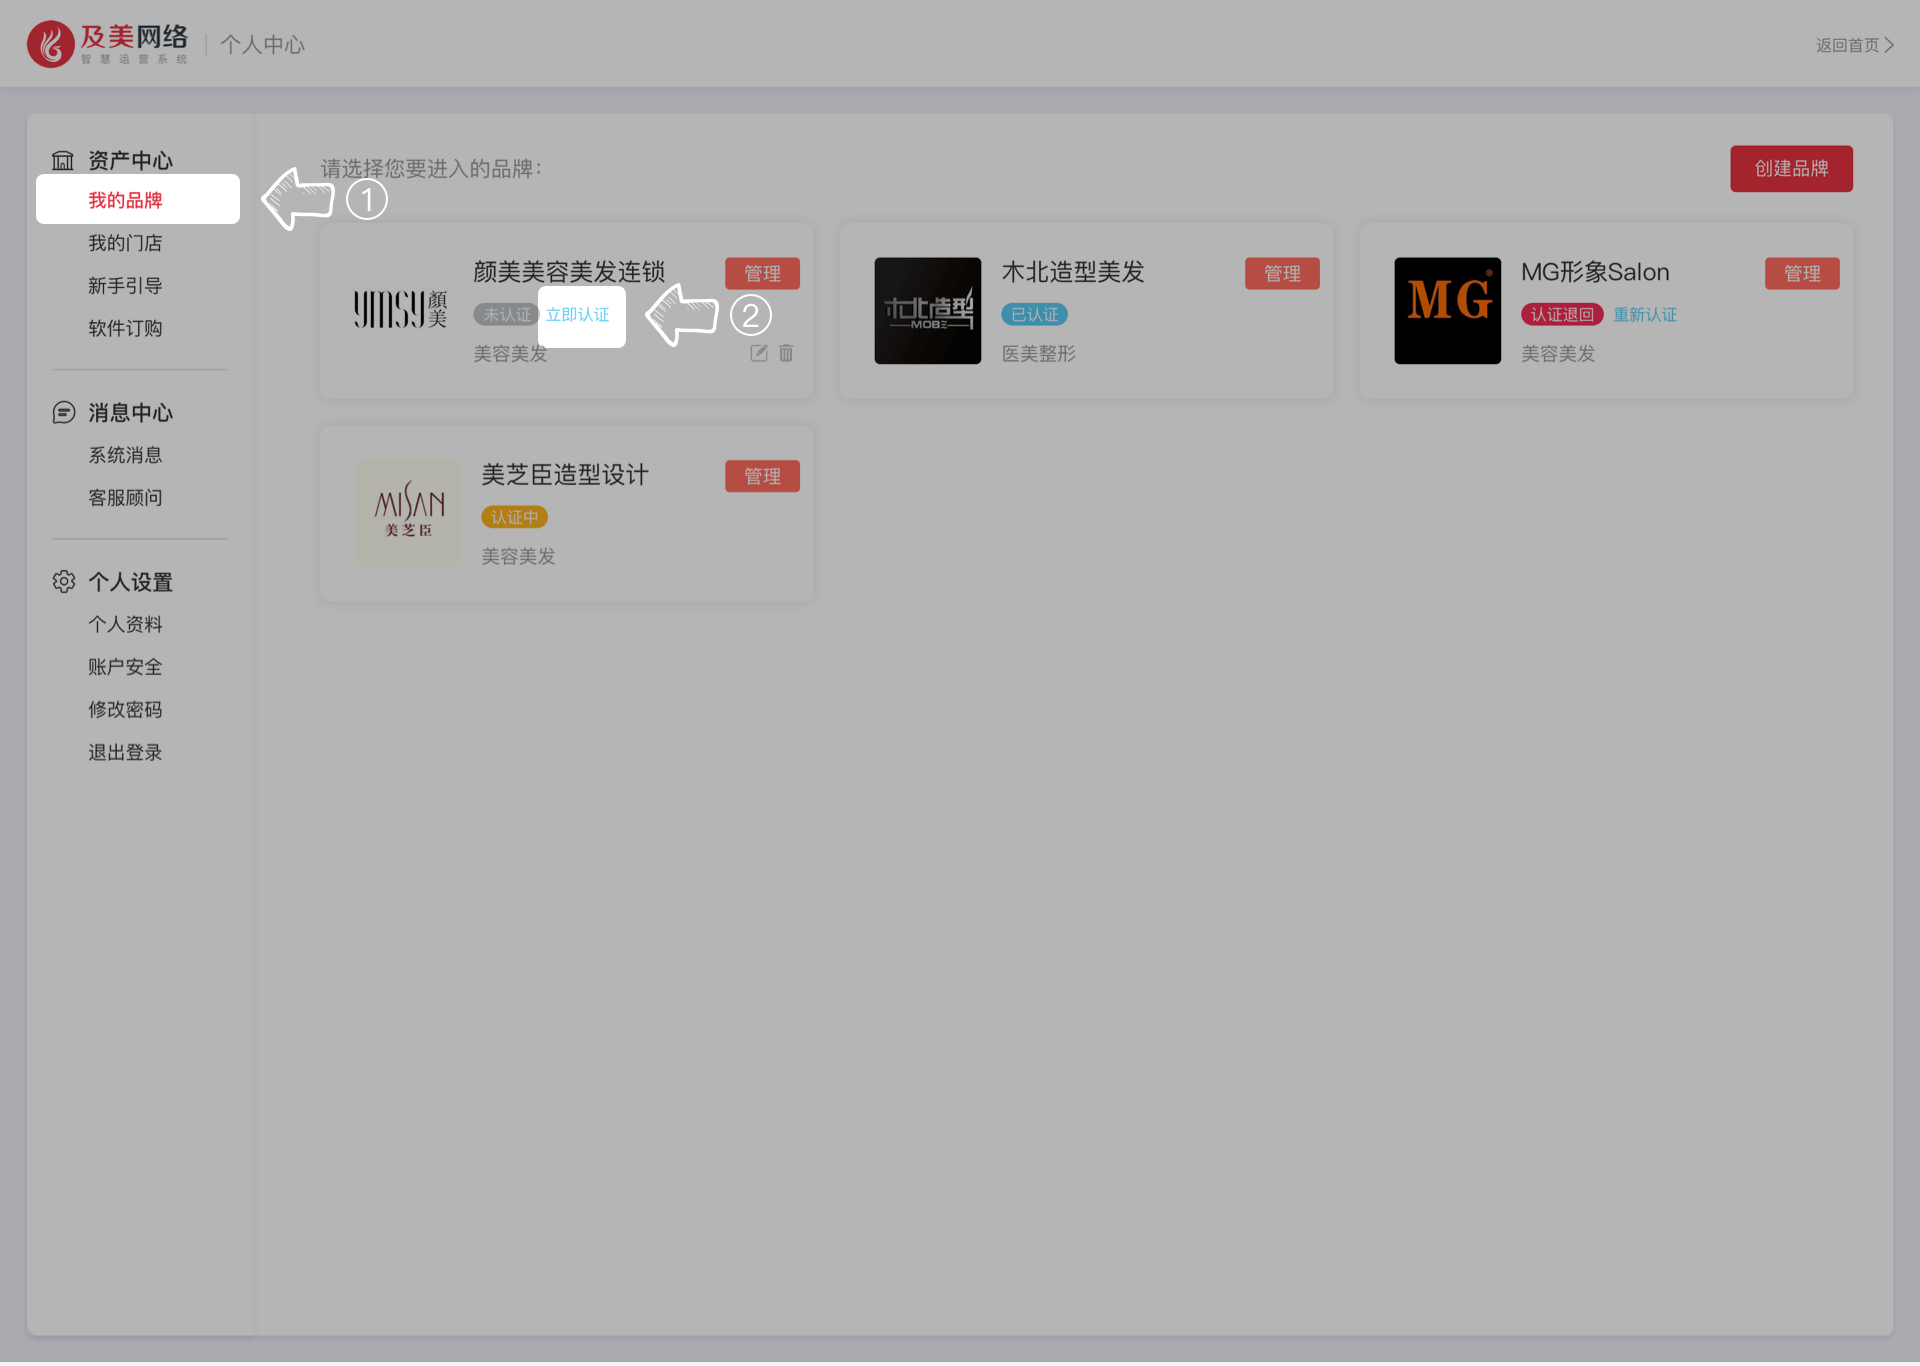 及美网络
智慧运营系统
个人中心
返回首页
资产中心
我的品牌
我的门店
新手引导
软件订购
消息中心
系统消息
客服顾问
个人设置
个人资料
账户安全
修改密码
退出登录
①
请选择您要进入的品牌：
创建品牌
ymsy顏美
颜美美容美发连锁
管理
未认证 立即认证
②
美容美发
木北造型
MOBE
木北造型美发
管理
已认证
医美整形
MG®
MG形象Salon
管理
认证退回 重新认证
美容美发
MISAN
美芝臣
美芝臣造型设计
管理
认证中
美容美发